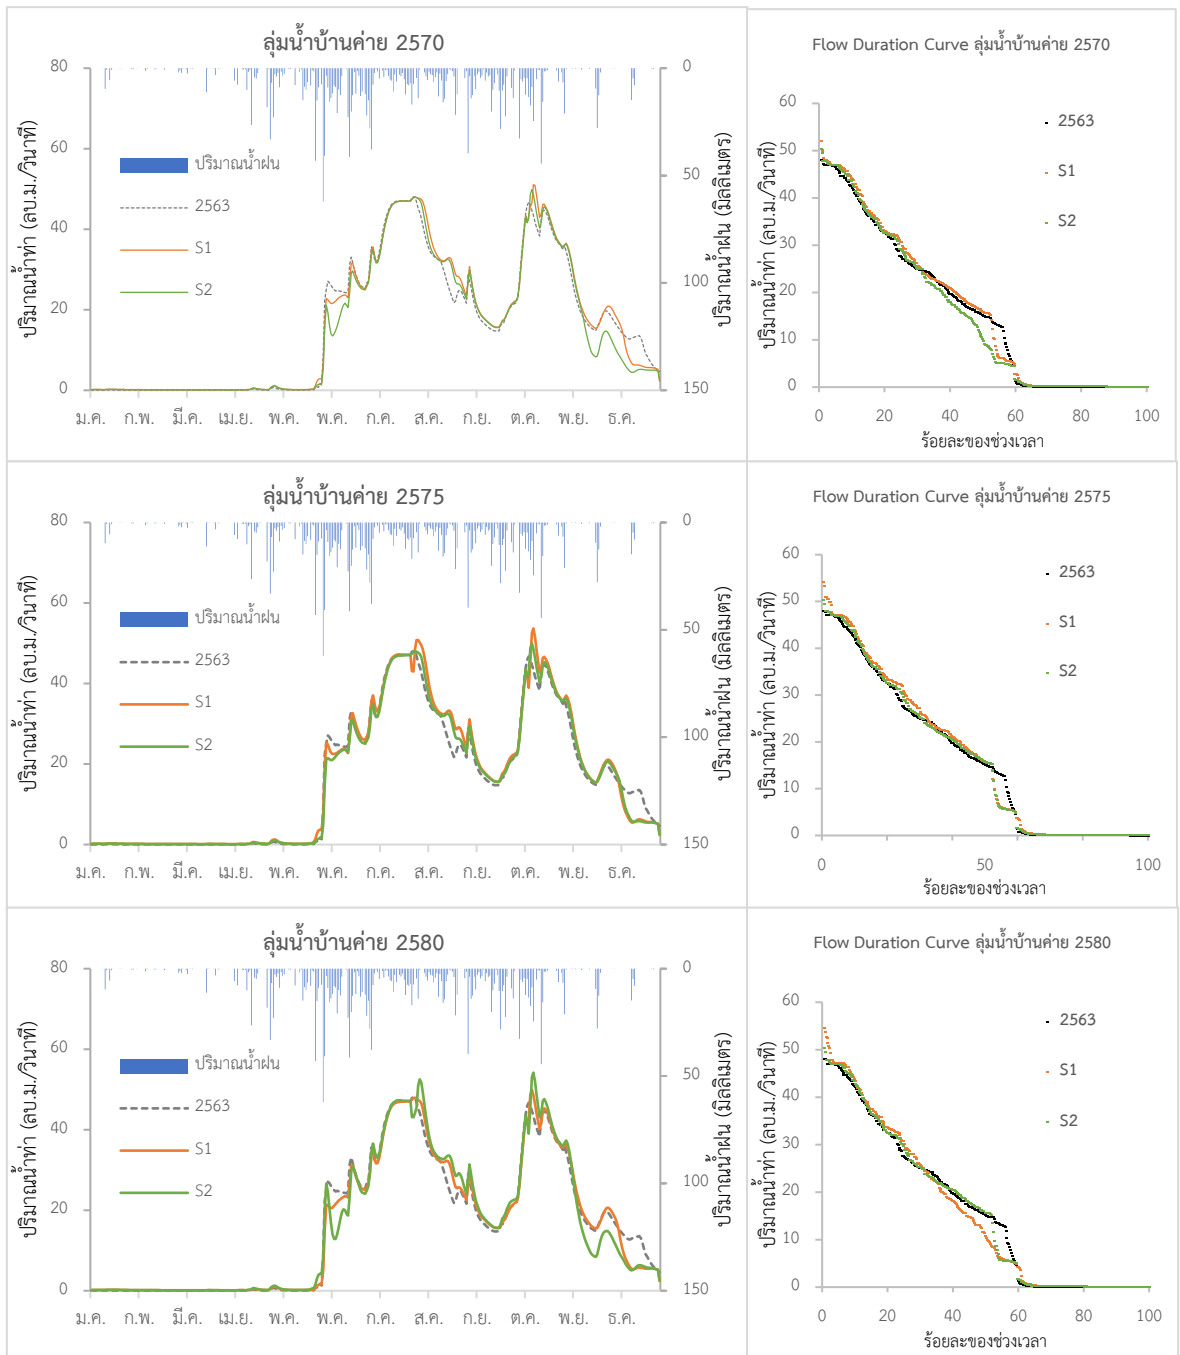 ลุ่มน้ำบ้านค่าย 2570
80
60
40
20
0
0
50
100
150
ปริมาณน้ำท่า (ลบ.ม./วินาที)
ปริมาณน้ำฝน (มิลลิเมตร)
ปริมาณน้ำฝน
2563
S1
S2
ม.ค. ก.พ. มี.ค. เม.ย. พ.ค. พ.ค. ก.ค. ส.ค. ก.ย. ต.ค. พ.ย. ธ.ค.
Flow Duration Curve ลุ่มน้ำบ้านค่าย 2570
60
50
40
30
20
10
0
ปริมาณน้ำท่า (ลบ.ม./วินาที)
2563
S1
S2
0 20 40 60 80 100
ร้อยละของช่วงเวลา
ลุ่มน้ำบ้านค่าย 2575
80
60
40
20
0
0
50
100
150
ปริมาณน้ำท่า (ลบ.ม./วินาที)
ปริมาณน้ำฝน (มิลลิเมตร)
ปริมาณน้ำฝน
2563
S1
S2
ม.ค. ก.พ. มี.ค. เม.ย. พ.ค. พ.ค. ก.ค. ส.ค. ก.ย. ต.ค. พ.ย. ธ.ค.
Flow Duration Curve ลุ่มน้ำบ้านค่าย 2575
60
50
40
30
20
10
0
ปริมาณน้ำท่า (ลบ.ม./วินาที)
2563
S1
S2
0 50 100
ร้อยละของช่วงเวลา
ลุ่มน้ำบ้านค่าย 2580
80
60
40
20
0
0
50
100
150
ปริมาณน้ำท่า (ลบ.ม./วินาที)
ปริมาณน้ำฝน (มิลลิเมตร)
ปริมาณน้ำฝน
2563
S1
S2
ม.ค. ก.พ. มี.ค. เม.ย. พ.ค. พ.ค. ก.ค. ส.ค. ก.ย. ต.ค. พ.ย. ธ.ค.
Flow Duration Curve ลุ่มน้ำบ้านค่าย 2580
60
50
40
30
20
10
0
ปริมาณน้ำท่า (ลบ.ม./วินาที)
2563
S1
S2
0 20 40 60 80 100
ร้อยละของช่วงเวลา